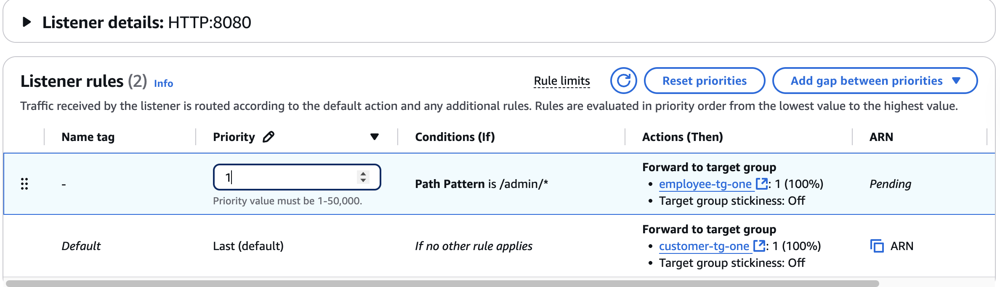 Listener details: HTTP:8080
Listener rules (2) Info
Rule limits
Reset priorities
Add gap between priorities
Traffic received by the listener is routed according to the default action and any additional rules. Rules are evaluated in priority order from the lowest value to the highest value.
Name tag
Priority
Conditions (If)
Actions (Then)
ARN
-
1
Priority value must be 1-50,000.
Path Pattern is /admin/*
Forward to target group
• employee-tg-one : 1 (100%)
• Target group stickiness: Off
Pending
Default
Last (default)
If no other rule applies
Forward to target group
• customer-tg-one : 1 (100%)
• Target group stickiness: Off
ARN